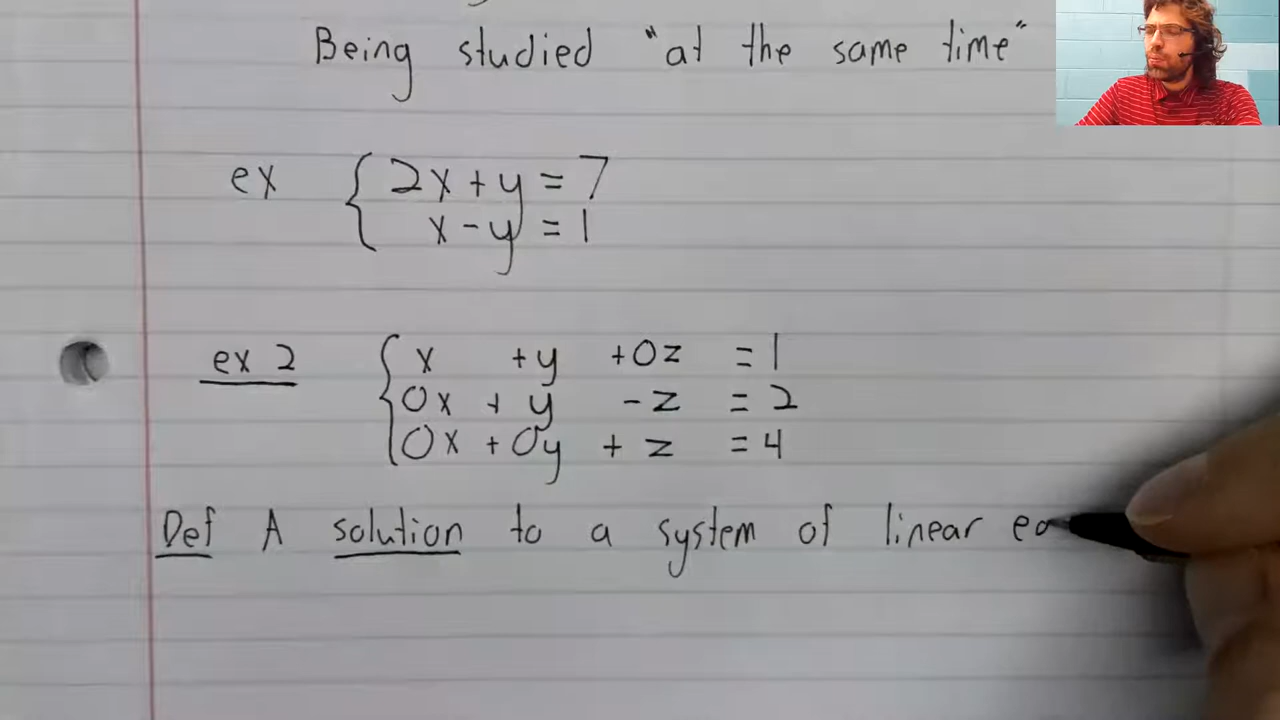 Being studied "at the same time"
ex { 2x + y = 7
x - y = 1
ex 2 { x + y + 0z = 1
0x + y - z = 2
0x + 0y + z = 4
Def A solution to a system of linear